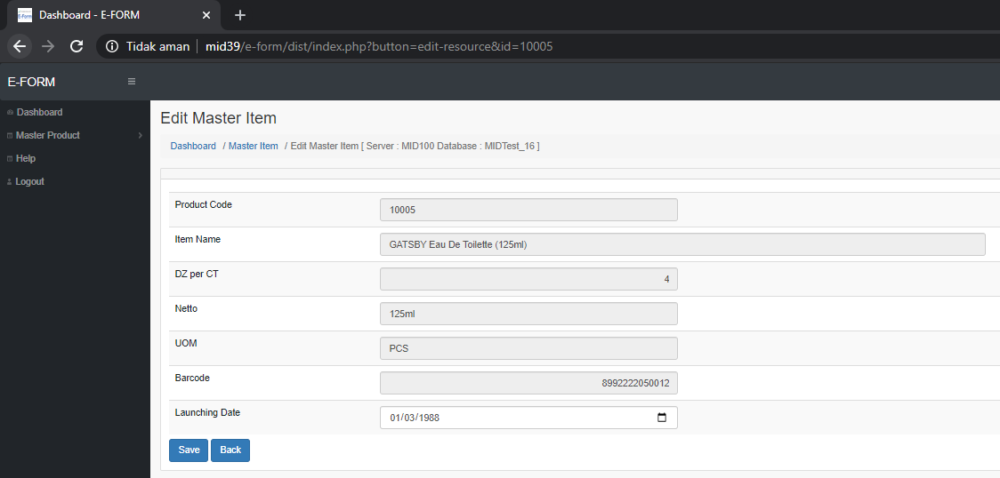 Dashboard - E-FORM
Tidak aman mid39/e-form/dist/index.php?button=edit-resource&id=10005
E-FORM
Dashboard
Master Product
Help
Logout
Edit Master Item
Dashboard / Master Item / Edit Master Item [ Server : MID100 Database : MIDTest_16 ]
Product Code 10005
Item Name GATSBY Eau De Toilette (125ml)
DZ per CT 4
Netto 125ml
UOM PCS
Barcode 8992222050012
Launching Date 01/03/1988
Save Back